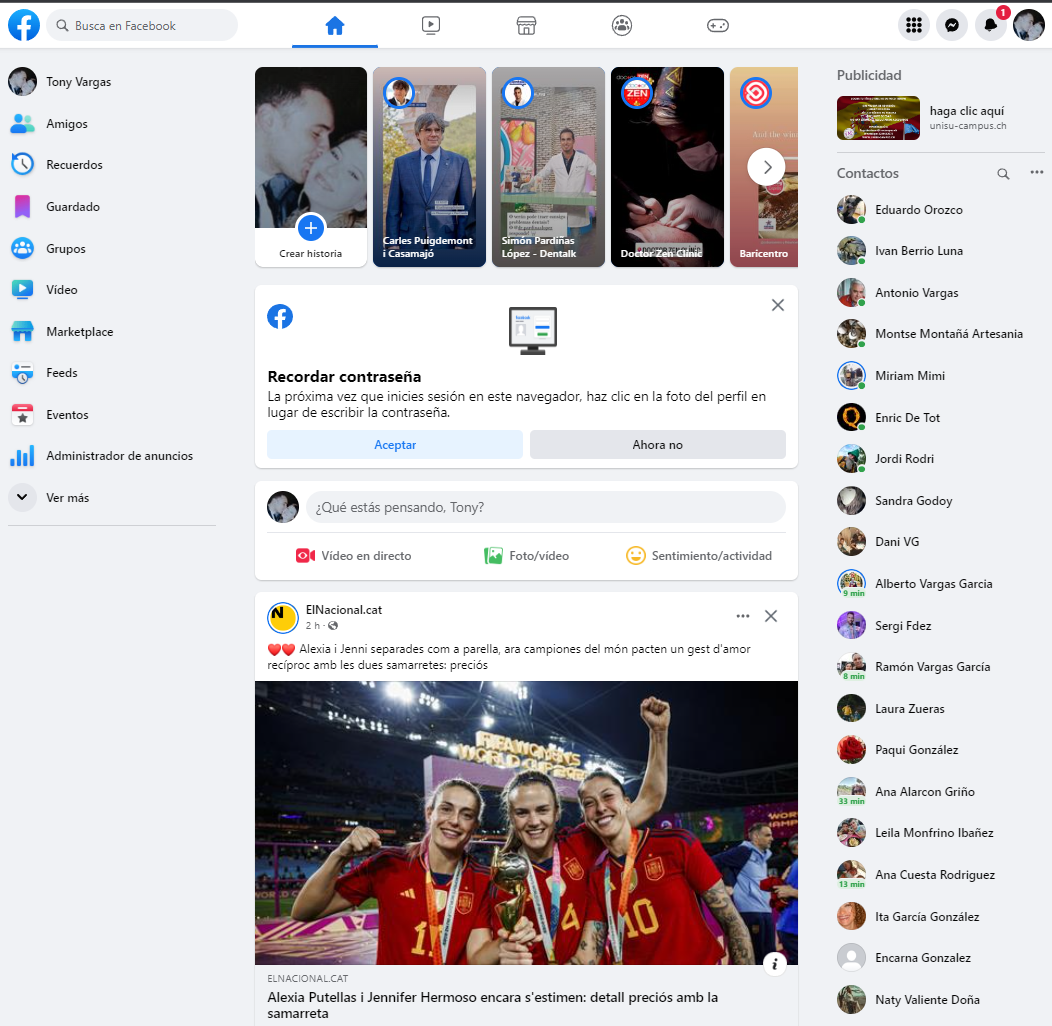 Busca en Facebook
1
Tony Vargas
Amigos
Recuerdos
Guardado
Grupos
Vídeo
Marketplace
Feeds
Eventos
Administrador de anuncios
Ver más
Crear historia
Carles Puigdemont
i Casamajó
Simón Pardiñas
López - Dentalk
ZEN
Doctor Zen Clinic
And the
Baricentro
Recordar contraseña
La próxima vez que inicies sesión en este navegador, haz clic en la foto del perfil en
lugar de escribir la contraseña.
Aceptar
Ahora no
¿Qué estás pensando, Tony?
Vídeo en directo
Foto/vídeo
Sentimiento/actividad
N
ElNacional.cat
2 h ·
Alexia i Jenni separades com a parella, ara campiones del món pacten un gest d'amor
recíproc amb les dues samarretes: preciós
FIFA WOMEN'S
WORLD CUP
4
10
ELNACIONAL.CAT
Alexia Putellas i Jennifer Hermoso encara s'estimen: detall preciós amb la
samarreta
Publicidad
haga clic aquí
unisu-campus.ch
Contactos
Eduardo Orozco
Ivan Berrio Luna
Antonio Vargas
Montse Montañá Artesania
Miriam Mimi
Enric De Tot
Jordi Rodri
Sandra Godoy
Dani VG
Alberto Vargas Garcia
9 min
Sergi Fdez
Ramón Vargas García
8 min
Laura Zueras
Paqui González
Ana Alarcon Griño
33 min
Leila Monfrino Ibañez
Ana Cuesta Rodriguez
13 min
Ita García González
Encarna Gonzalez
Naty Valiente Doña